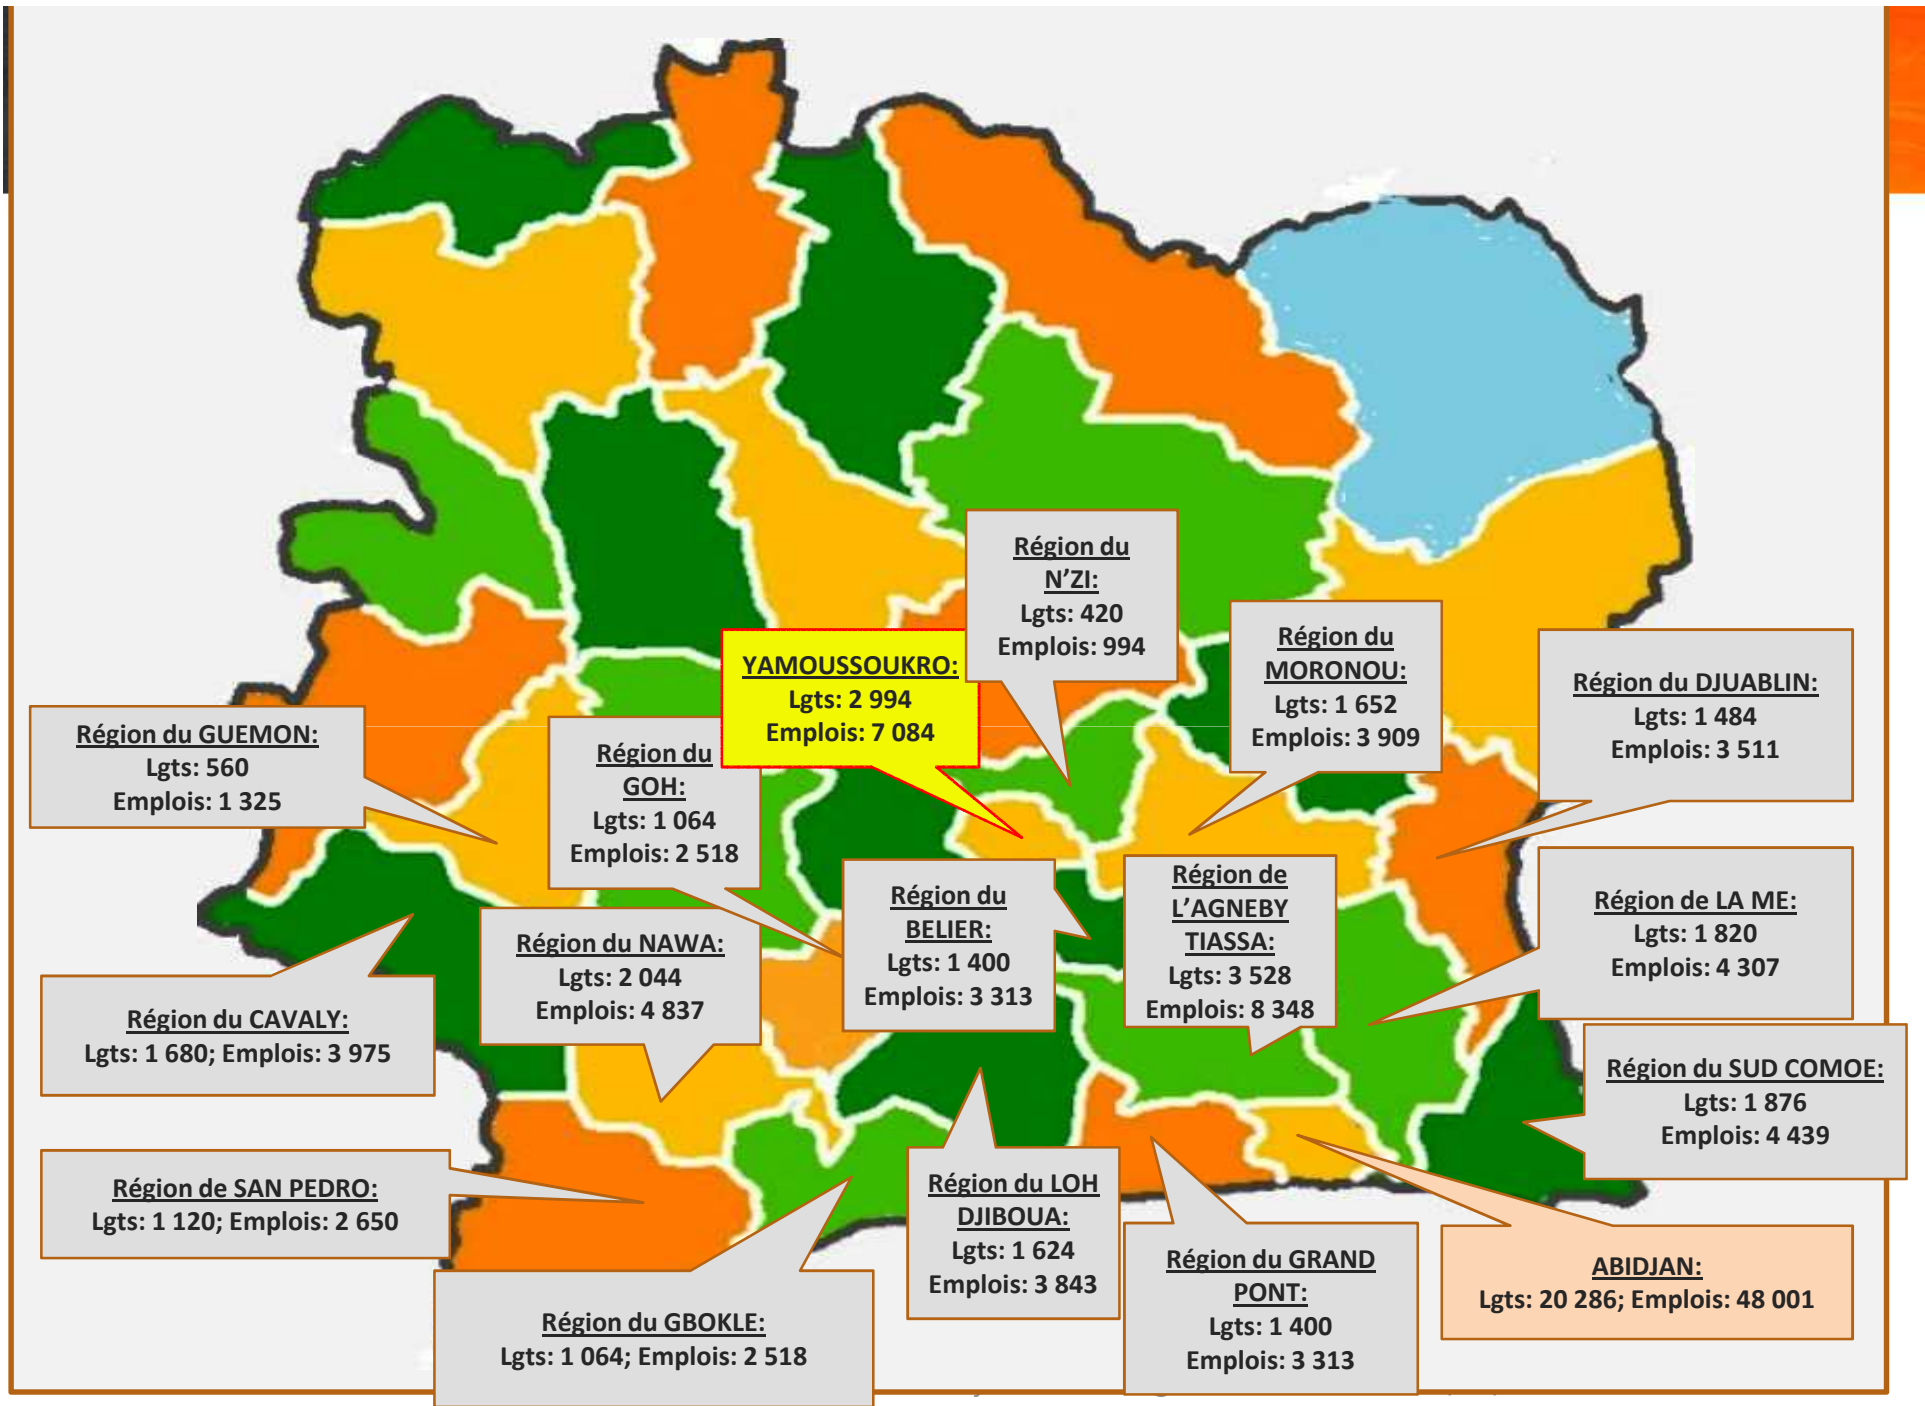 Région du
N’ZI:
Lgts: 420
Emplois: 994
Région du
MORONOU:
Lgts: 1 652
Emplois: 3 909
YAMOUSSOUKRO:
Lgts: 2 994
Emplois: 7 084
Région du DJUABLIN:
Lgts: 1 484
Emplois: 3 511
Région du GUEMON:
Lgts: 560
Emplois: 1 325
Région du
GOH:
Lgts: 1 064
Emplois: 2 518
Région du
BELIER:
Lgts: 1 400
Emplois: 3 313
Région de
L’AGNEBY
TIASSA:
Lgts: 3 528
Emplois: 8 348
Région de LA ME:
Lgts: 1 820
Emplois: 4 307
Région du NAWA:
Lgts: 2 044
Emplois: 4 837
Région du CAVALY:
Lgts: 1 680; Emplois: 3 975
Région du SUD COMOE:
Lgts: 1 876
Emplois: 4 439
Région de SAN PEDRO:
Lgts: 1 120; Emplois: 2 650
Région du LOH
DJIBOUA:
Lgts: 1 624
Emplois: 3 843
Région du GRAND
PONT:
Lgts: 1 400
Emplois: 3 313
ABIDJAN:
Lgts: 20 286; Emplois: 48 001
Région du GBOKLE:
Lgts: 1 064; Emplois: 2 518